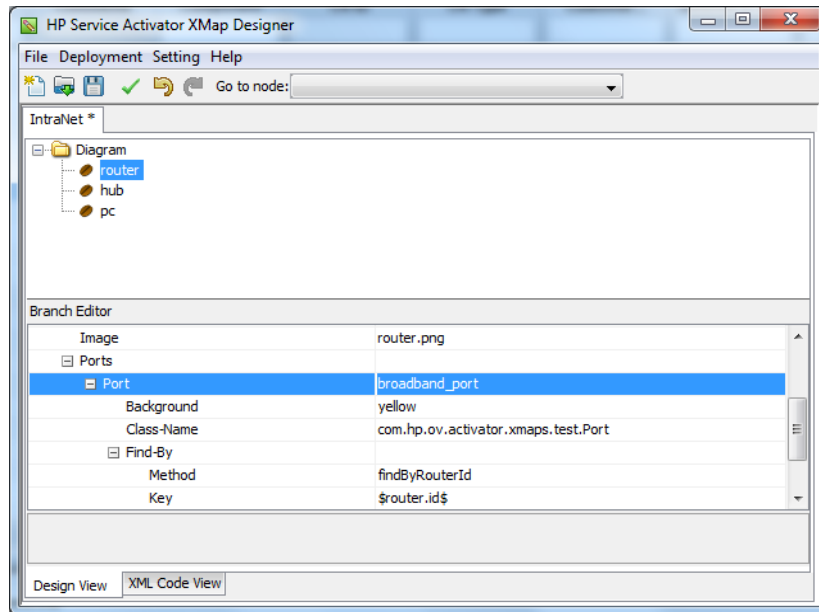 HP Service Activator XMap Designer
File Deployment Setting Help
Go to node:
IntraNet *
Diagram
router
hub
pc
Branch Editor
Image router.png
Ports
Port broadband_port
Background yellow
Class-Name com.hp.ov.activator.xmaps.test.Port
Find-By
Method findByRouterId
Key $router.id$
Design View XML Code View